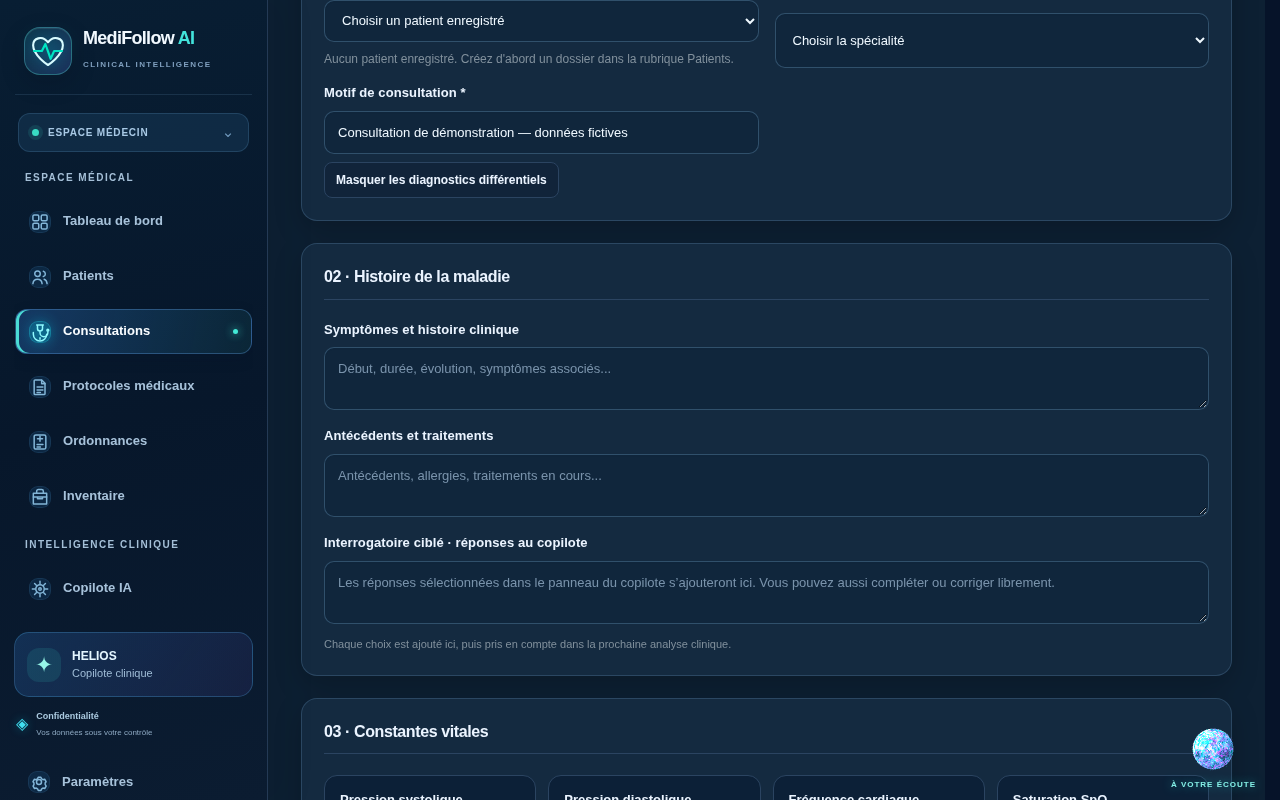 MediFollow AI
CLINICAL INTELLIGENCE
ESPACE MÉDECIN
ESPACE MÉDICAL
Tableau de bord
Patients
Consultations
Protocoles médicaux
Ordonnances
Inventaire
INTELLIGENCE CLINIQUE
Copilote IA
HELIOS
Copilote clinique
Confidentialité
Vos données sous votre contrôle
Paramètres
Choisir un patient enregistré
Choisir la spécialité
Aucun patient enregistré. Créez d'abord un dossier dans la rubrique Patients.
Motif de consultation *
Consultation de démonstration — données fictives
Masquer les diagnostics différentiels
02 · Histoire de la maladie
Symptômes et histoire clinique
Début, durée, évolution, symptômes associés...
Antécédents et traitements
Antécédents, allergies, traitements en cours...
Interrogatoire ciblé · réponses au copilote
Les réponses sélectionnées dans le panneau du copilote s’ajouteront ici. Vous pouvez aussi compléter ou corriger librement.
Chaque choix est ajouté ici, puis pris en compte dans la prochaine analyse clinique.
03 · Constantes vitales
Pression systolique
Pression diastolique
Fréquence cardiaque
Saturation SpO₂
À VOTRE ÉCOUTE